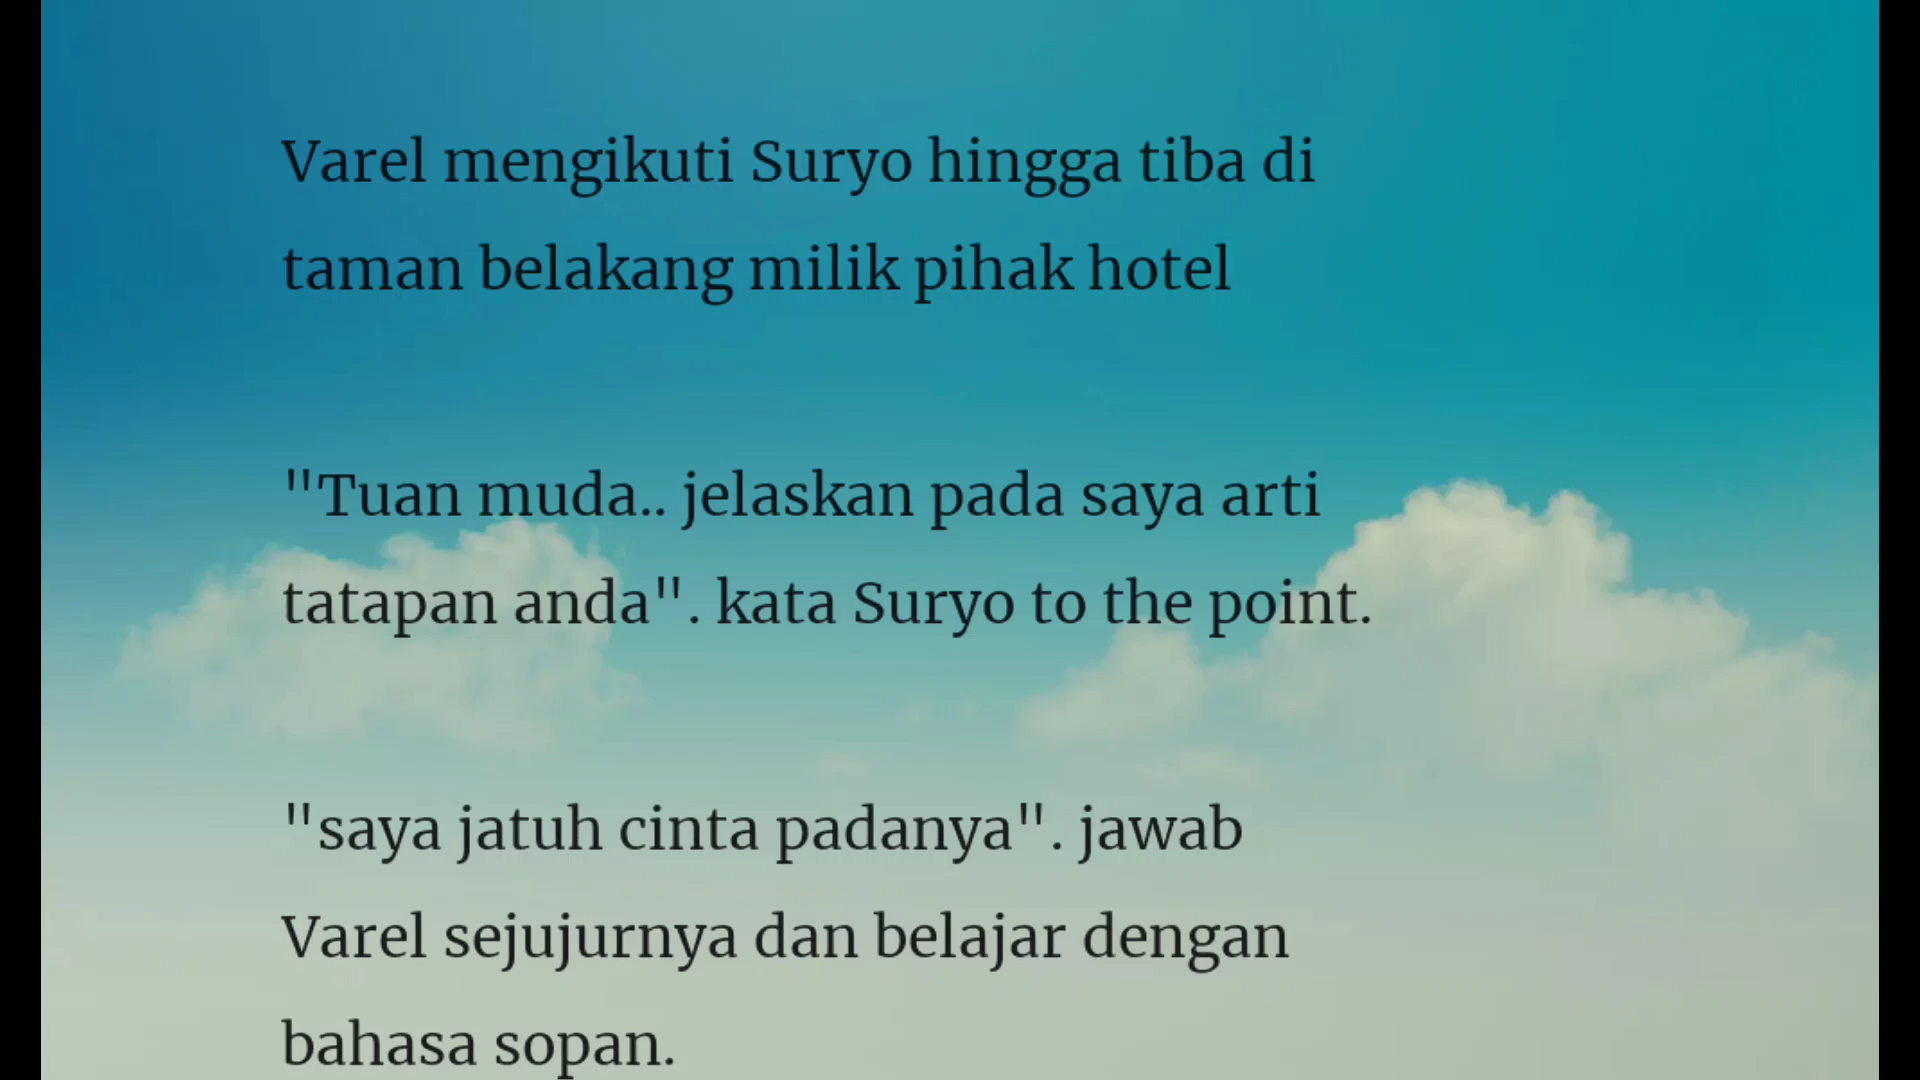 Varel mengikuti Suryo hingga tiba di
taman belakang milik pihak hotel
"Tuan muda.. jelaskan pada saya arti
tatapan anda". kata Suryo to the point.
"saya jatuh cinta padanya". jawab
Varel sejujurnya dan belajar dengan
bahasa sopan.